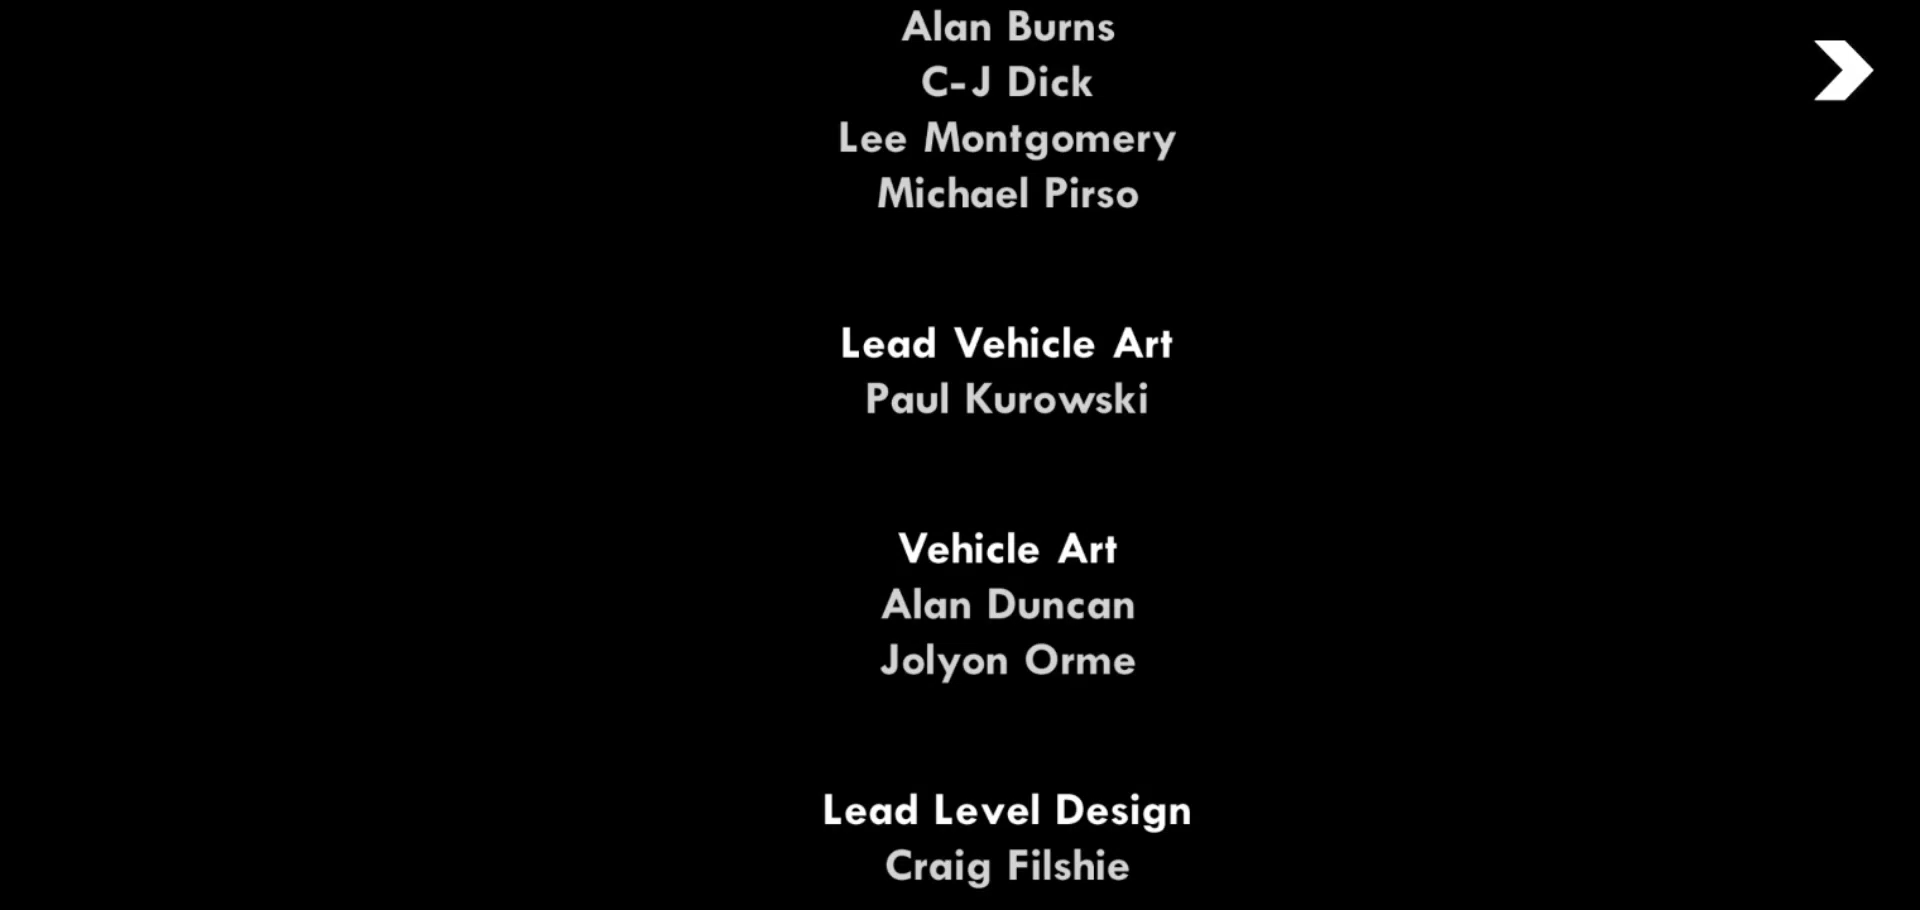 Alan Burns
C-J Dick
Lee Montgomery
Michael Pirso
Lead Vehicle Art
Paul Kurowski
Vehicle Art
Alan Duncan
Jolyon Orme
Lead Level Design
Craig Filshie